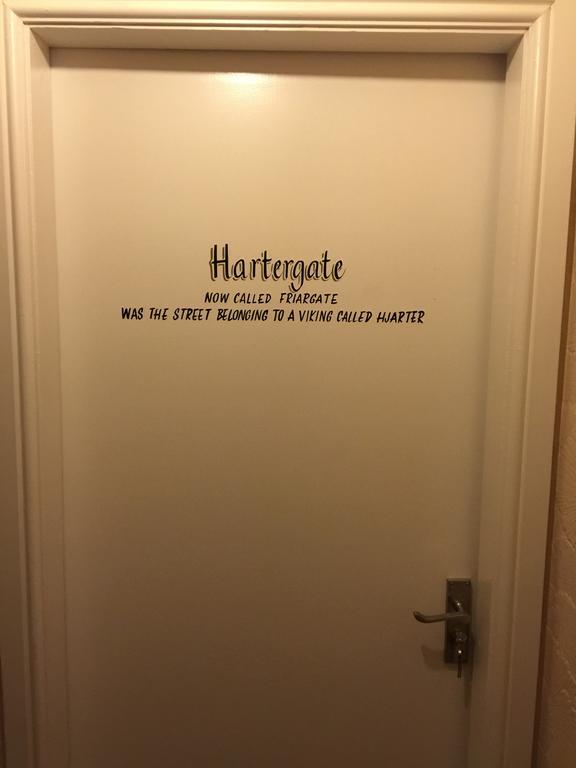 Hartergate
NOW CALLED FRIARGATE
WAS THE STREET BELONGING TO A VIKING CALLED HJARTER